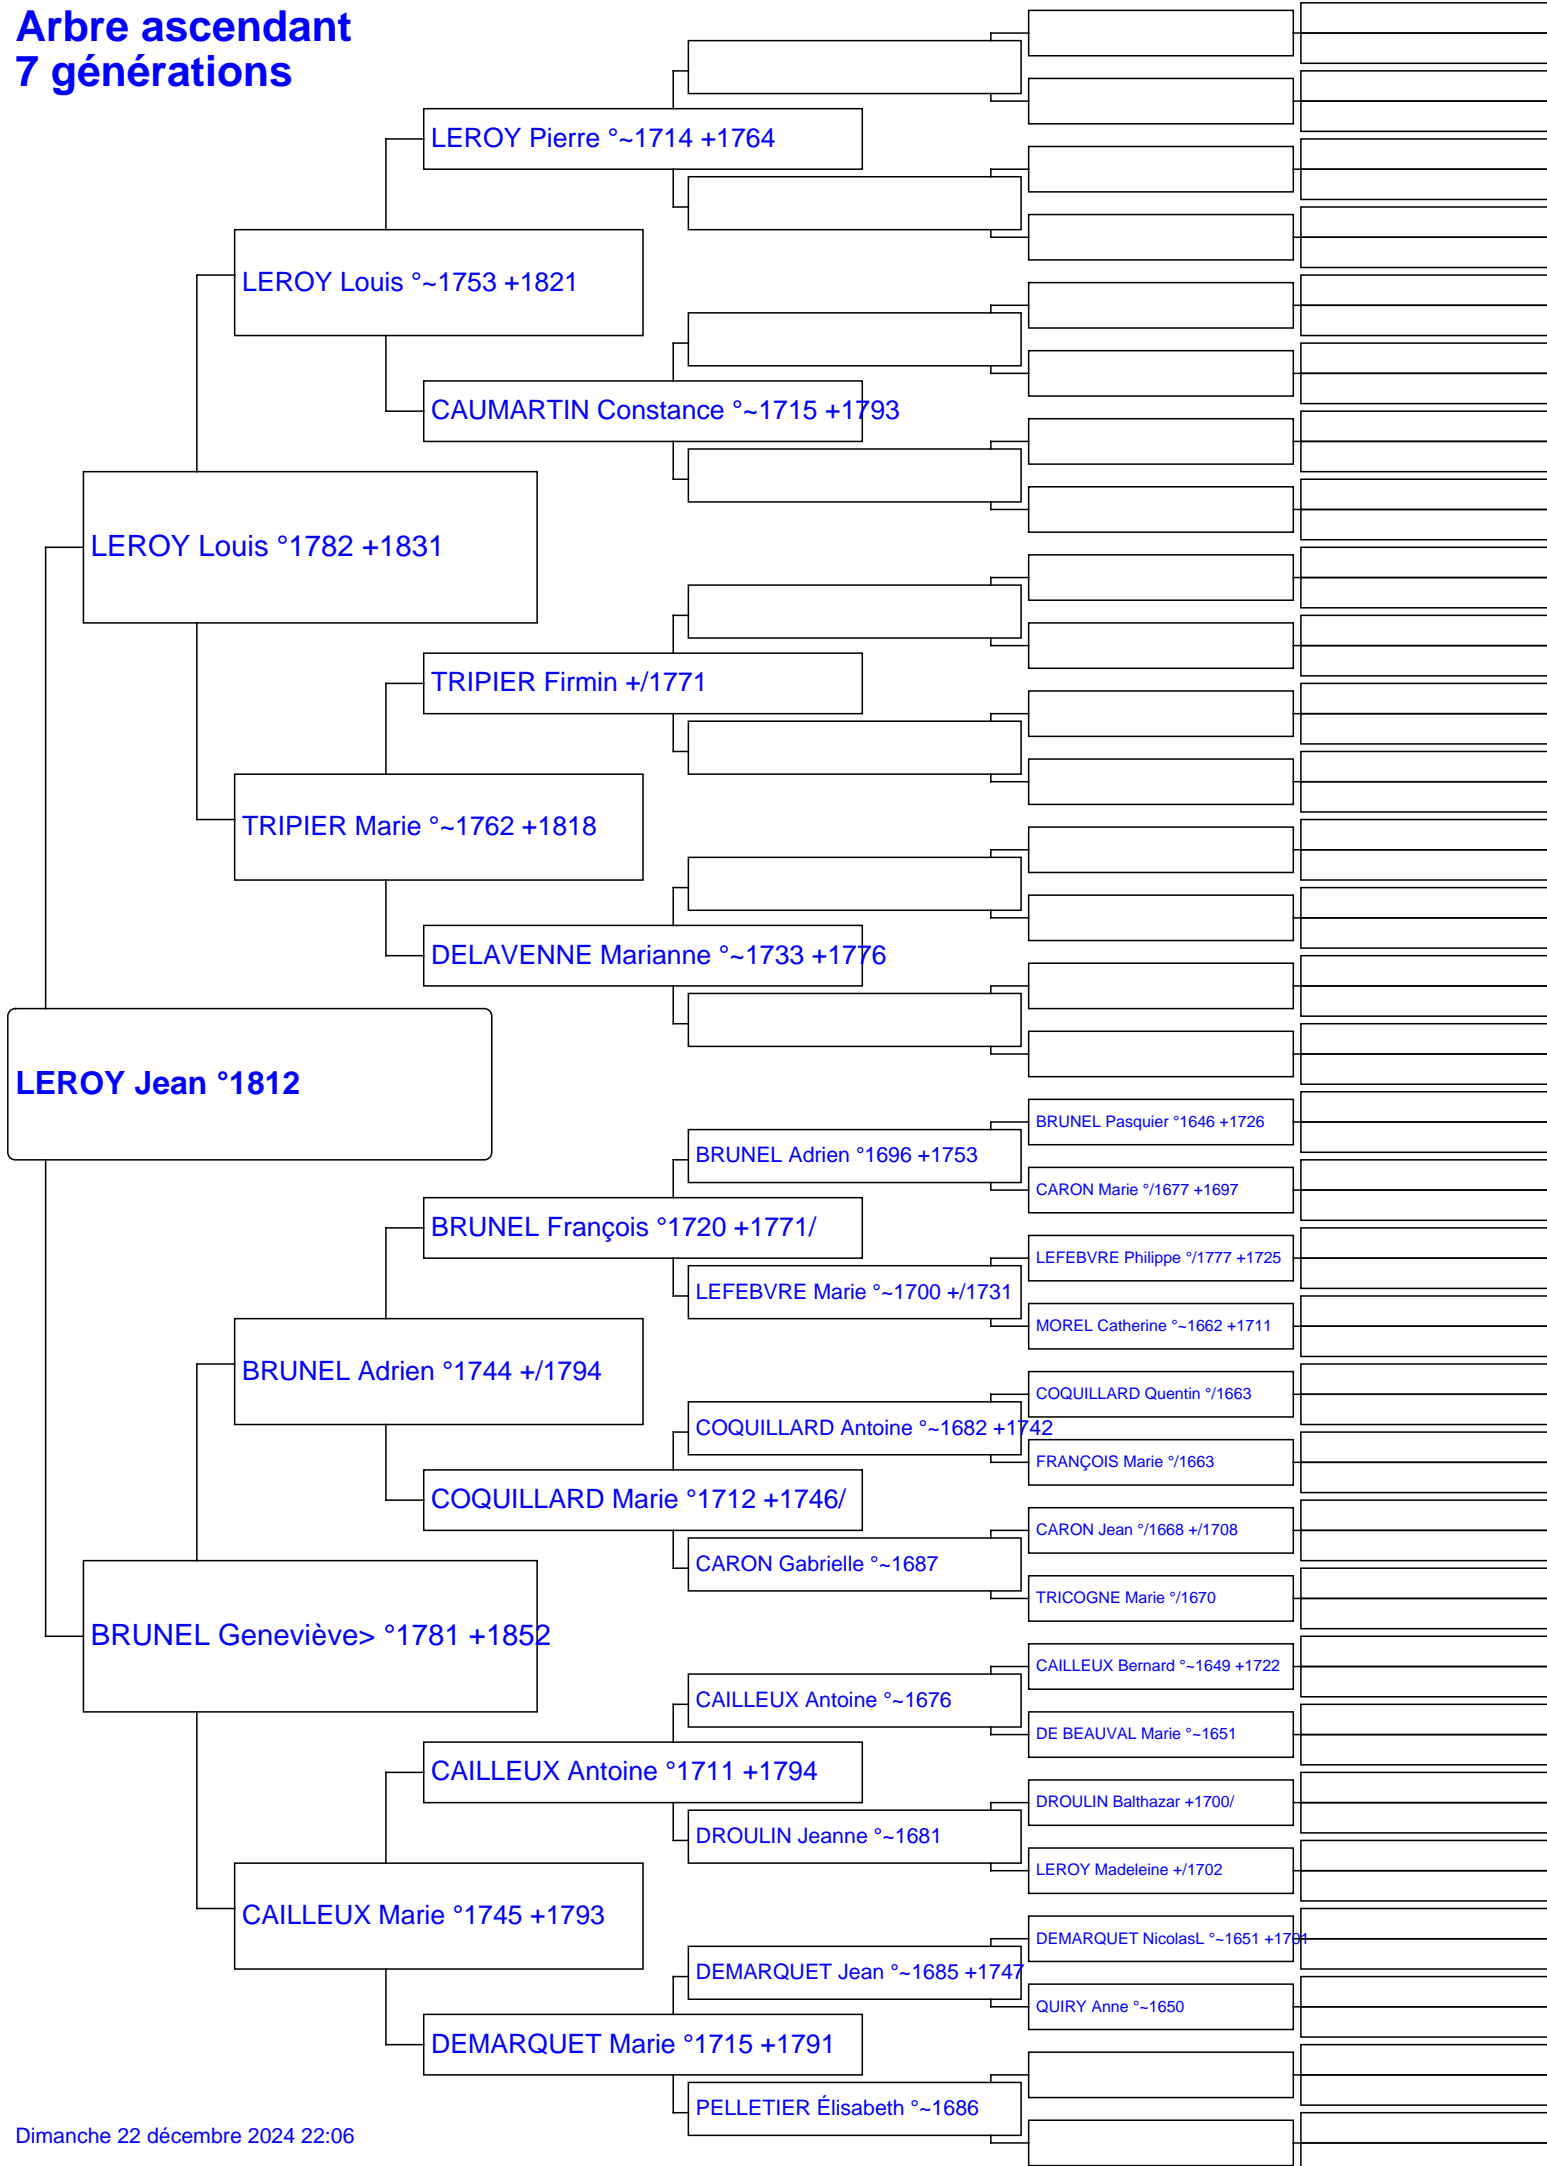 Arbre ascendant
7 générations
LEROY Pierre °~1714 +1764
LEROY Louis °~1753 +1821
CAUMARTIN Constance °~1715 +1793
LEROY Louis °1782 +1831
TRIPIER Firmin +/1771
TRIPIER Marie °~1762 +1818
DELAVENNE Marianne °~1733 +1776
LEROY Jean °1812
BRUNEL Pasquier °1646 +1726
BRUNEL Adrien °1696 +1753
CARON Marie °/1677 +1697
BRUNEL François °1720 +1771/
LEFEBVRE Philippe °/1777 +1725
LEFEBVRE Marie °~1700 +/1731
MOREL Catherine °~1662 +1711
BRUNEL Adrien °1744 +/1794
COQUILLARD Quentin °/1663
COQUILLARD Antoine °~1682 +1742
FRANÇOIS Marie °/1663
COQUILLARD Marie °1712 +1746/
CARON Jean °/1668 +/1708
CARON Gabrielle °~1687
TRICOGNE Marie °/1670
BRUNEL Geneviève> °1781 +1852
CAILLEUX Bernard °~1649 +1722
CAILLEUX Antoine °~1676
DE BEAUVAL Marie °~1651
CAILLEUX Antoine °1711 +1794
DROULIN Balthazar +1700/
DROULIN Jeanne °~1681
LEROY Madeleine +/1702
CAILLEUX Marie °1745 +1793
DEMARQUET NicolasL °~1651 +1701
DEMARQUET Jean °~1685 +1747
QUIRY Anne °~1650
DEMARQUET Marie °1715 +1791
PELLETIER Élisabeth °~1686
Dimanche 22 décembre 2024 22:06